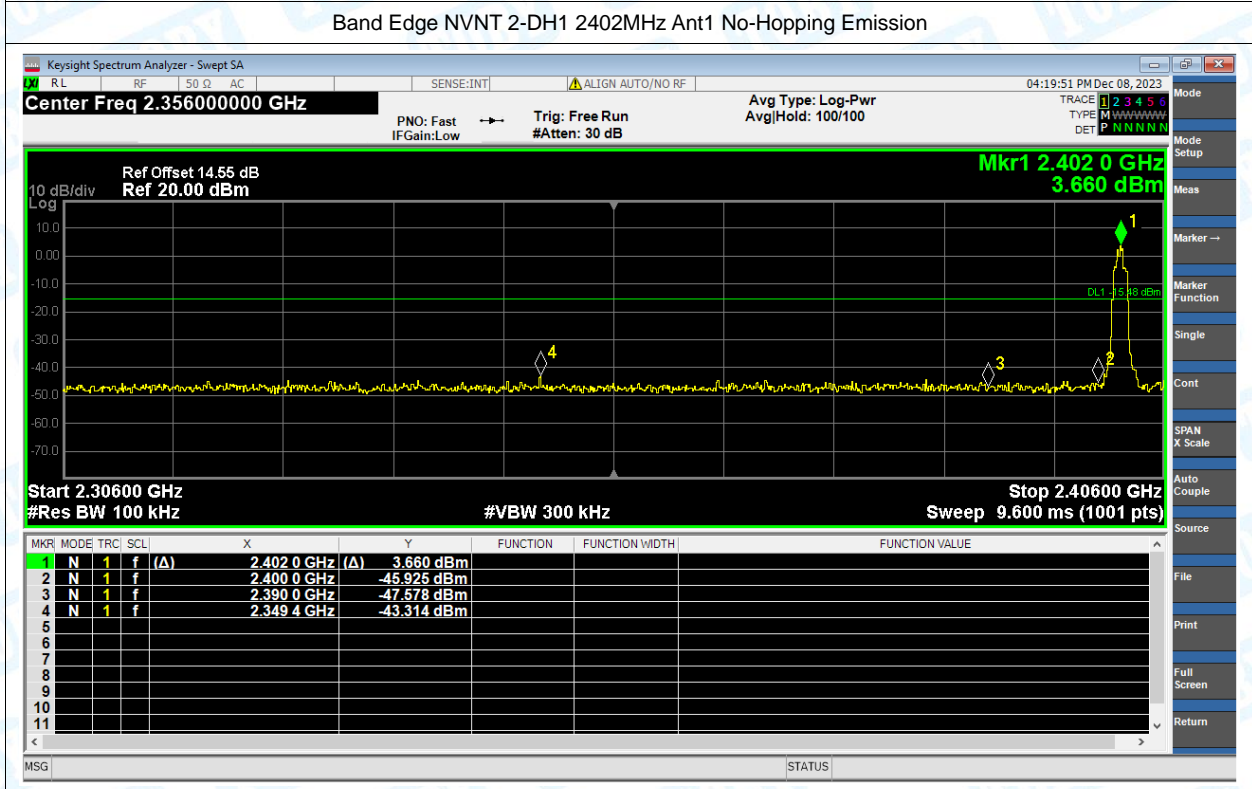 Band Edge NVNT 2-DH1 2402MHz Ant1 No-Hopping Emission
Keysight Spectrum Analyzer - Swept SA
LXI RL RF 50 Ω AC SENSE:INT ALIGN AUTO/NO RF 04:19:51 PM Dec 08, 2023
Center Freq 2.356000000 GHz
PNO: Fast
IFGain:Low
Trig: Free Run
#Atten: 30 dB
Avg Type: Log-Pwr
Avg|Hold: 100/100
TRACE 1 2 3 4 5 6
TYPE M WWWWW
DET P N N N N N
Ref Offset 14.55 dB
10 dB/div Ref 20.00 dBm
Log
Mkr1 2.402 0 GHz
3.660 dBm
10.0
0.00
-10.0
-20.0
-30.0
-40.0
-50.0
-60.0
-70.0
1
DL1 -15.48 dBm
4
3
2
Start 2.30600 GHz Stop 2.40600 GHz
#Res BW 100 kHz #VBW 300 kHz Sweep 9.600 ms (1001 pts)
MKR MODE TRC SCL X Y FUNCTION FUNCTION WIDTH FUNCTION VALUE
1 N 1 f (Δ) 2.402 0 GHz (Δ) 3.660 dBm
2 N 1 f 2.400 0 GHz -45.925 dBm
3 N 1 f 2.390 0 GHz -47.578 dBm
4 N 1 f 2.349 4 GHz -43.314 dBm
5
6
7
8
9
10
11
MSG STATUS
Mode
Mode
Setup
Meas
Marker →
Marker
Function
Single
Cont
SPAN
X Scale
Auto
Couple
Source
File
Print
Full
Screen
Return